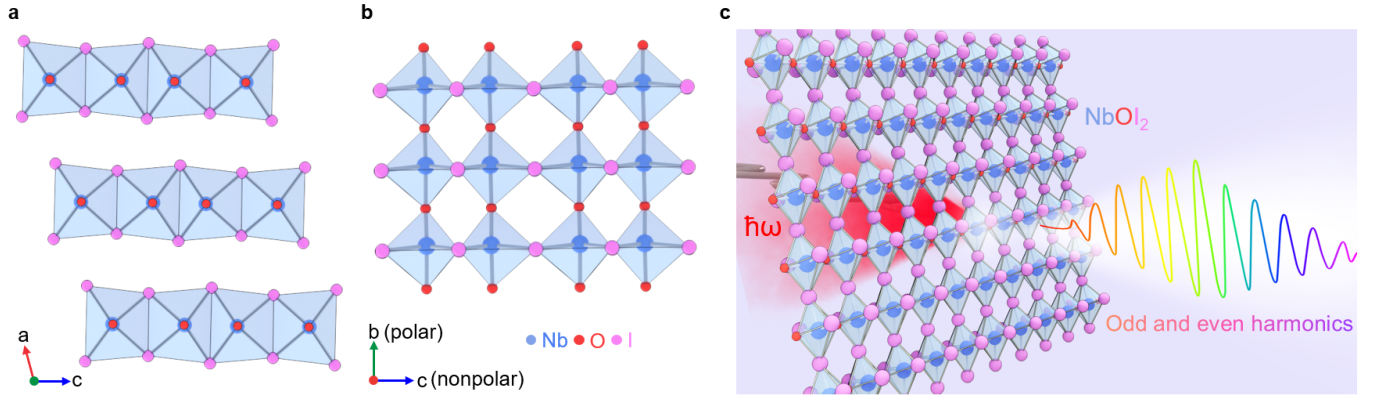 a
b
c
a
c
b (polar)
c (nonpolar)
Nb O I
NbOI₂
ħω
Odd and even harmonics